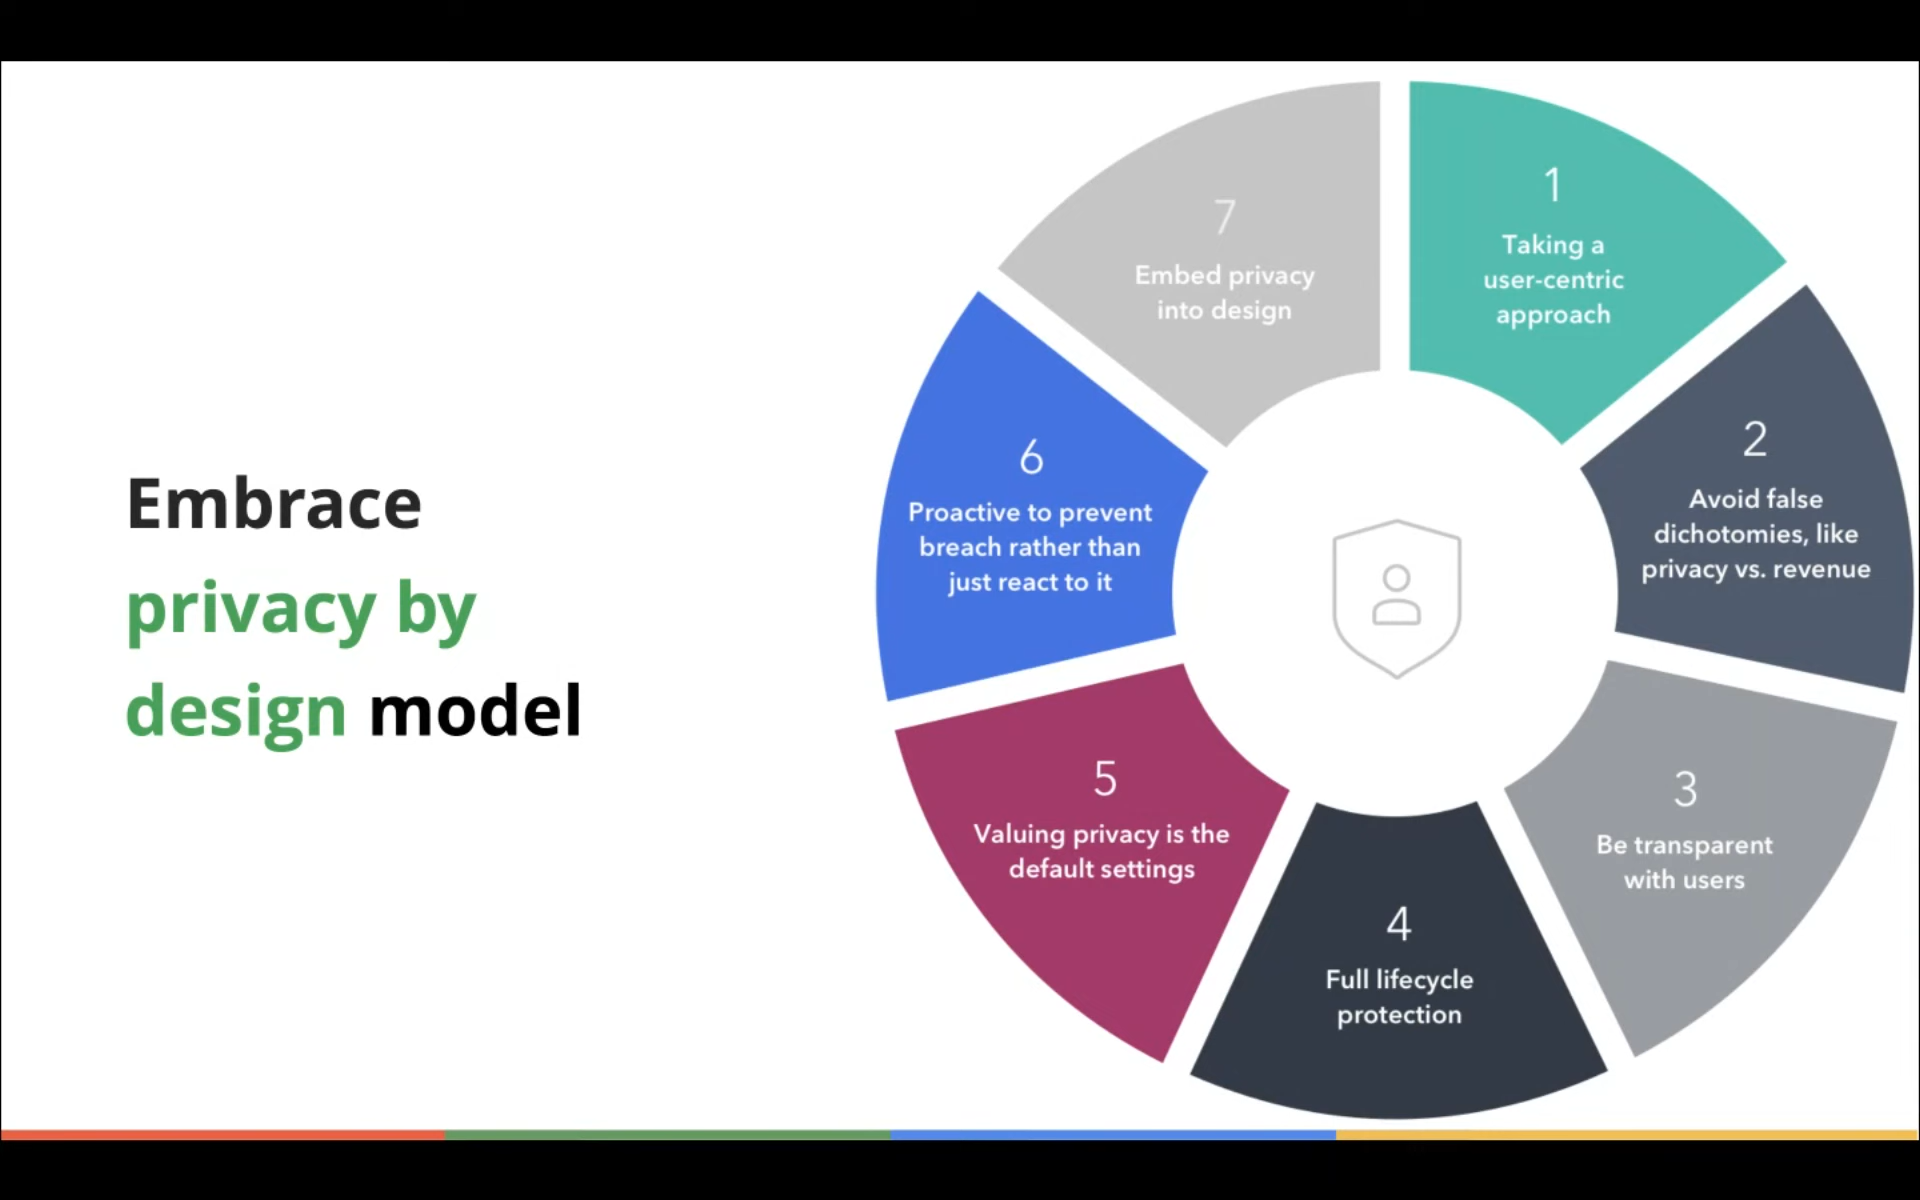 Embrace
privacy by
design model
1
Taking a
user-centric
approach
2
Avoid false
dichotomies, like
privacy vs. revenue
3
Be transparent
with users
4
Full lifecycle
protection
5
Valuing privacy is the
default settings
6
Proactive to prevent
breach rather than
just react to it
7
Embed privacy
into design